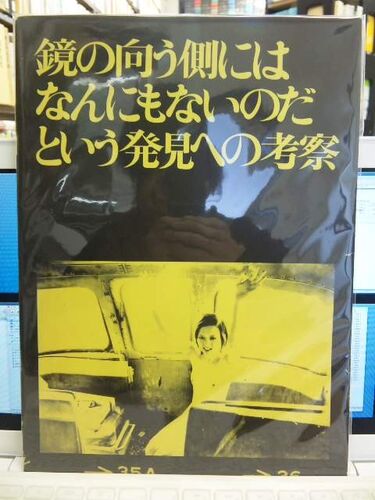 鏡の向う側には
なんにもないのだ
という発見への考察
→35A
→36